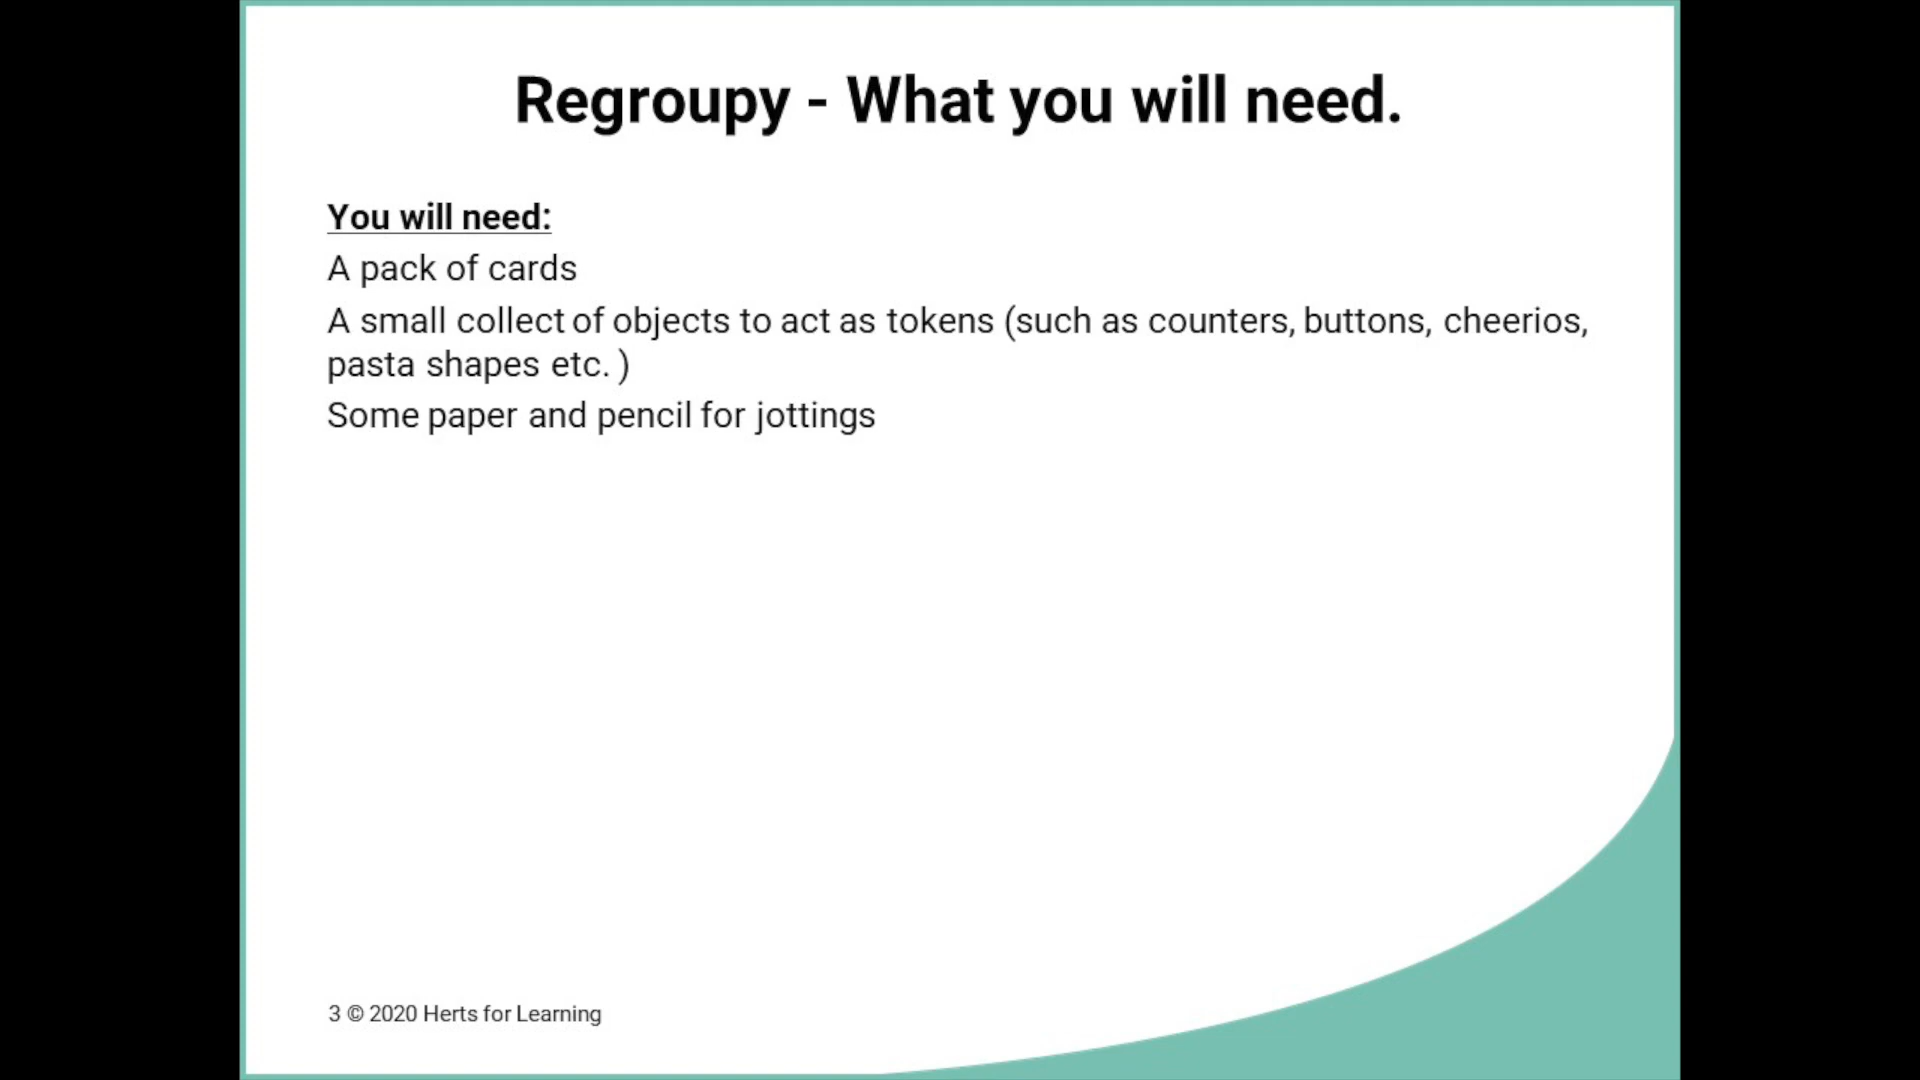 Regroupy - What you will need.
You will need:
A pack of cards
A small collect of objects to act as tokens (such as counters, buttons, cheerios,
pasta shapes etc. )
Some paper and pencil for jottings
3 © 2020 Herts for Learning